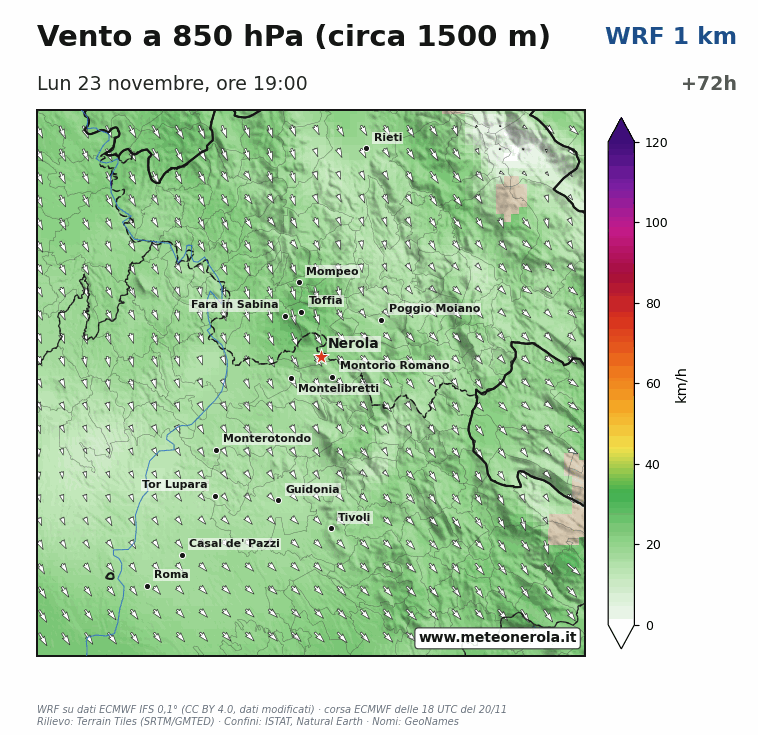 Vento a 850 hPa (circa 1500 m)
WRF 1 km
Lun 23 novembre, ore 19:00
+72h
Rieti
Mompeo
Fara in Sabina
Toffia
Poggio Moiano
Nerola
Montorio Romano
Montelibretti
Monterotondo
Tor Lupara
Guidonia
Tivoli
Casal de' Pazzi
Roma
www.meteonerola.it
120
100
80
60
40
20
0
km/h
WRF su dati ECMWF IFS 0,1° (CC BY 4.0, dati modificati) · corsa ECMWF delle 18 UTC del 20/11
Rilievo: Terrain Tiles (SRTM/GMTED) · Confini: ISTAT, Natural Earth · Nomi: GeoNames